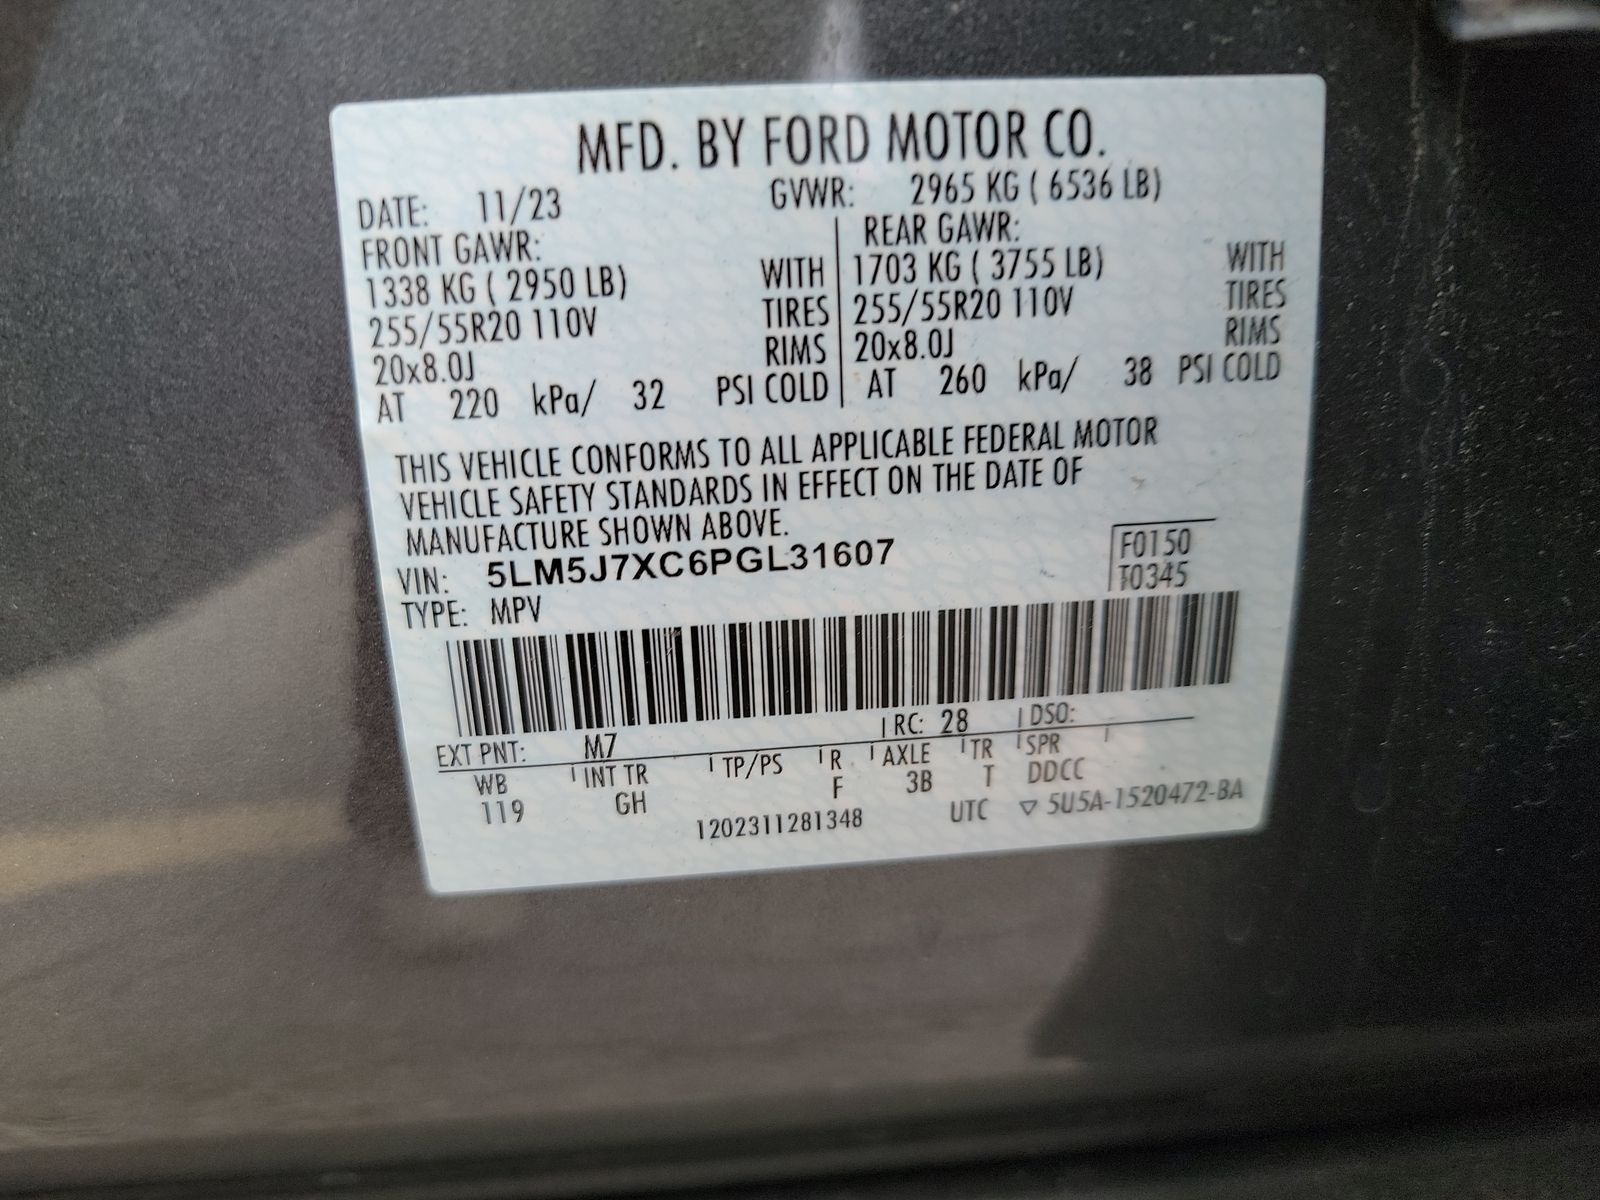 MFD. BY FORD MOTOR CO.
DATE: 11/23 GVWR: 2965 KG ( 6536 LB)
FRONT GAWR: REAR GAWR:
1338 KG ( 2950 LB) WITH 1703 KG ( 3755 LB) WITH
255/55R20 110V TIRES 255/55R20 110V TIRES
20x8.0J RIMS 20x8.0J RIMS
AT 220 kPa/ 32 PSI COLD AT 260 kPa/ 38 PSI COLD
THIS VEHICLE CONFORMS TO ALL APPLICABLE FEDERAL MOTOR
VEHICLE SAFETY STANDARDS IN EFFECT ON THE DATE OF
MANUFACTURE SHOWN ABOVE.
VIN: 5LM5J7XC6PGL31607 F0150
TYPE: MPV T0345
EXT PNT: M7 RC: 28 DSO:
WB INT TR TP/PS R AXLE TR SPR
119 GH F 3B T DDCC
1202311281348 UTC ▽ 5U5A-1520472-BA